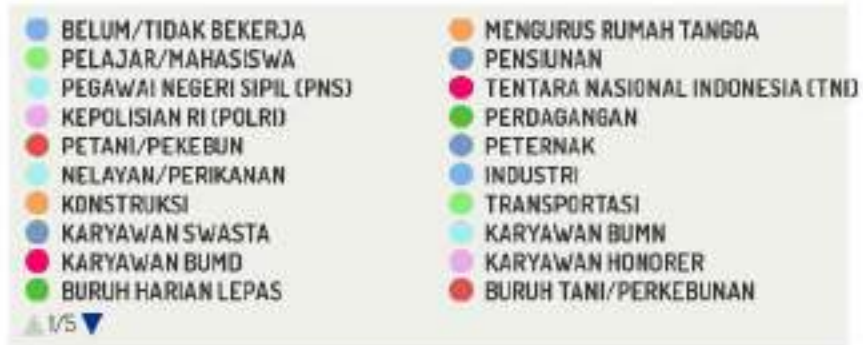 BELUM/TIDAK BEKERJA MENGURUS RUMAH TANGGA
PELAJAR/MAHASISWA PENSIUNAN
PEGAWAI NEGERI SIPIL (PNS) TENTARA NASIONAL INDONESIA (TNI)
KEPOLISIAN RI (POLRI) PERDAGANGAN
PETANI/PEKEBUN PETERNAK
NELAYAN/PERIKANAN INDUSTRI
KONSTRUKSI TRANSPORTASI
KARYAWAN SWASTA KARYAWAN BUMN
KARYAWAN BUMD KARYAWAN HONORER
BURUH HARIAN LEPAS BURUH TANI/PERKEBUNAN
1/5